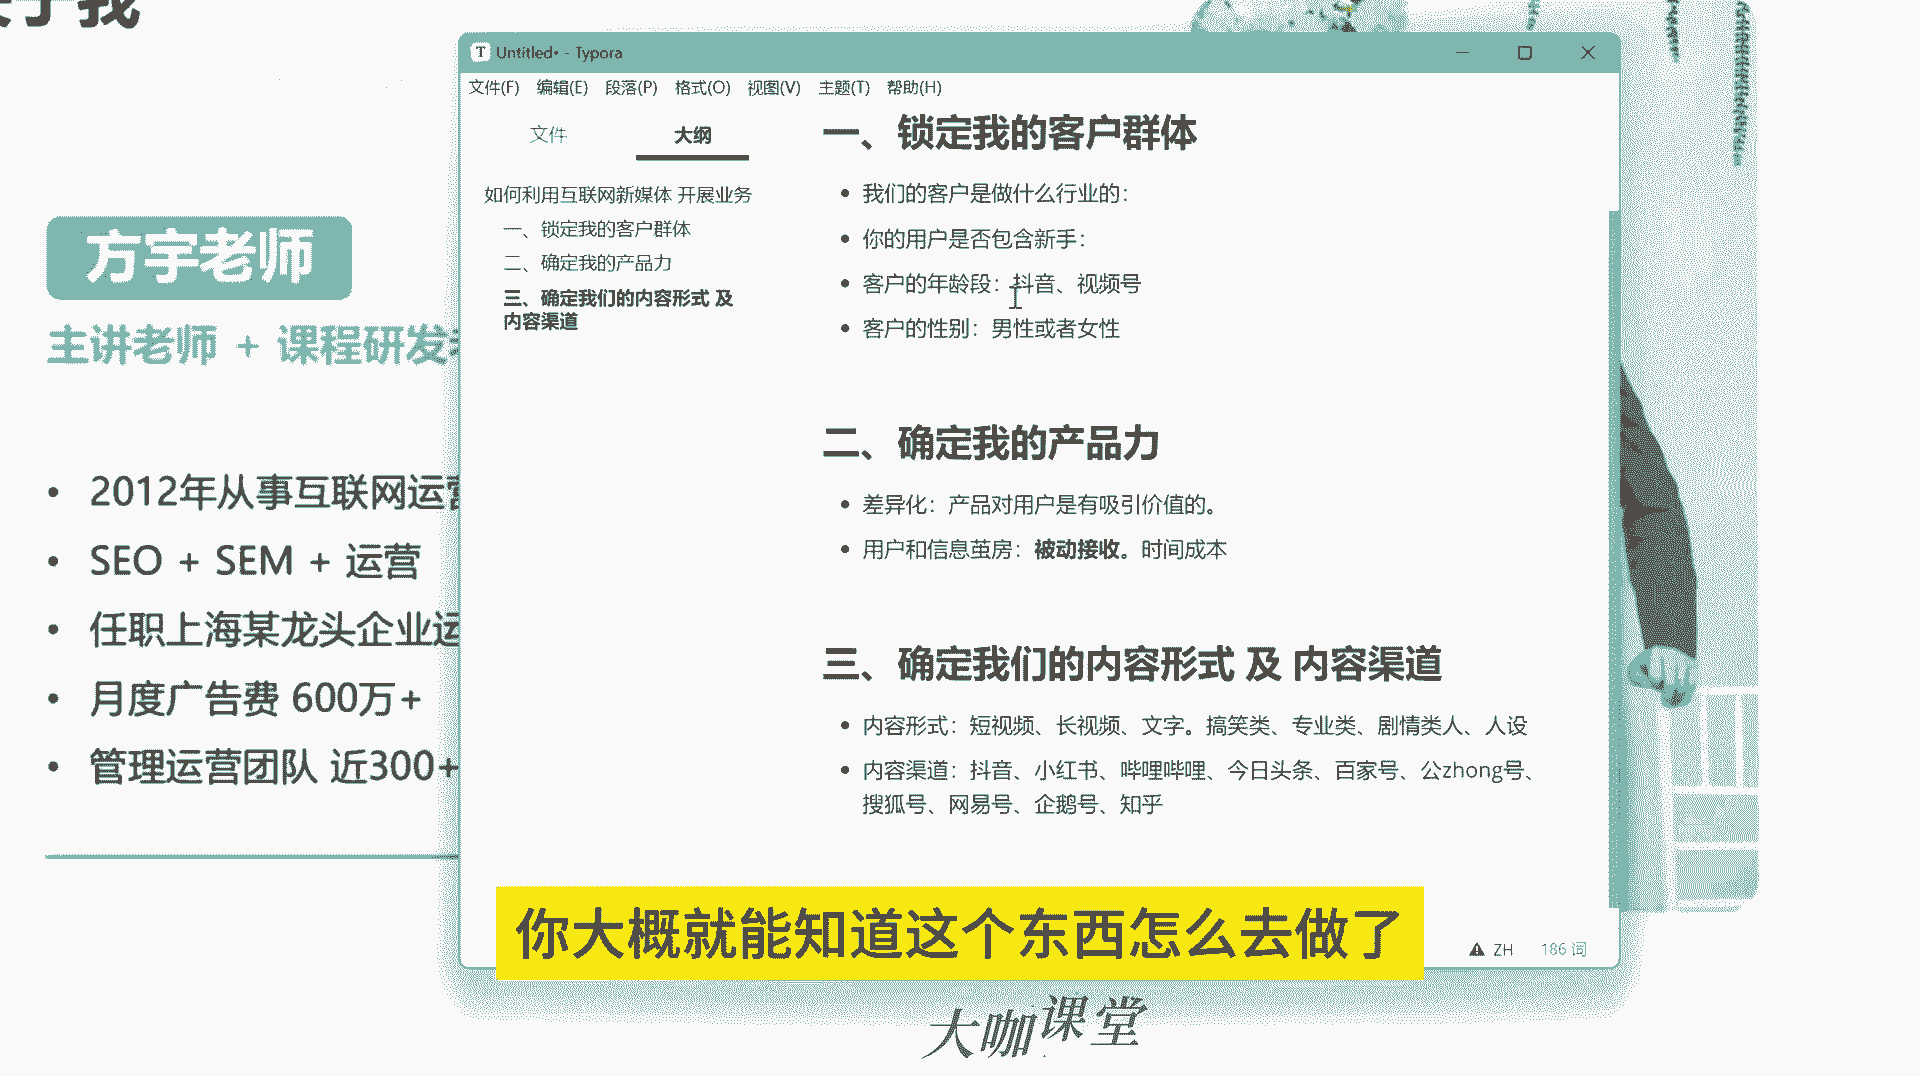 关于我
方宇老师
主讲老师 + 课程研发
2012年从事互联网运营
SEO + SEM + 运营
任职上海某龙头企业运
月度广告费 600万+
管理运营团队 近300+
Untitled• - Typora
文件(F) 编辑(E) 段落(P) 格式(O) 视图(V) 主题(T) 帮助(H)
文件 大纲
如何利用互联网新媒体 开展业务
一、锁定我的客户群体
二、确定我的产品力
三、确定我们的内容形式 及
内容渠道
一、锁定我的客户群体
我们的客户是做什么行业的：
你的用户是否包含新手：
客户的年龄段：抖音、视频号
客户的性别：男性或者女性
二、确定我的产品力
差异化：产品对用户是有吸引价值的。
用户和信息茧房：被动接收。时间成本
三、确定我们的内容形式 及 内容渠道
内容形式：短视频、长视频、文字。搞笑类、专业类、剧情类人、人设
内容渠道：抖音、小红书、哔哩哔哩、今日头条、百家号、公zhong号、
搜狐号、网易号、企鹅号、知乎
ZH 186 词
你大概就能知道这个东西怎么去做了
大咖课堂